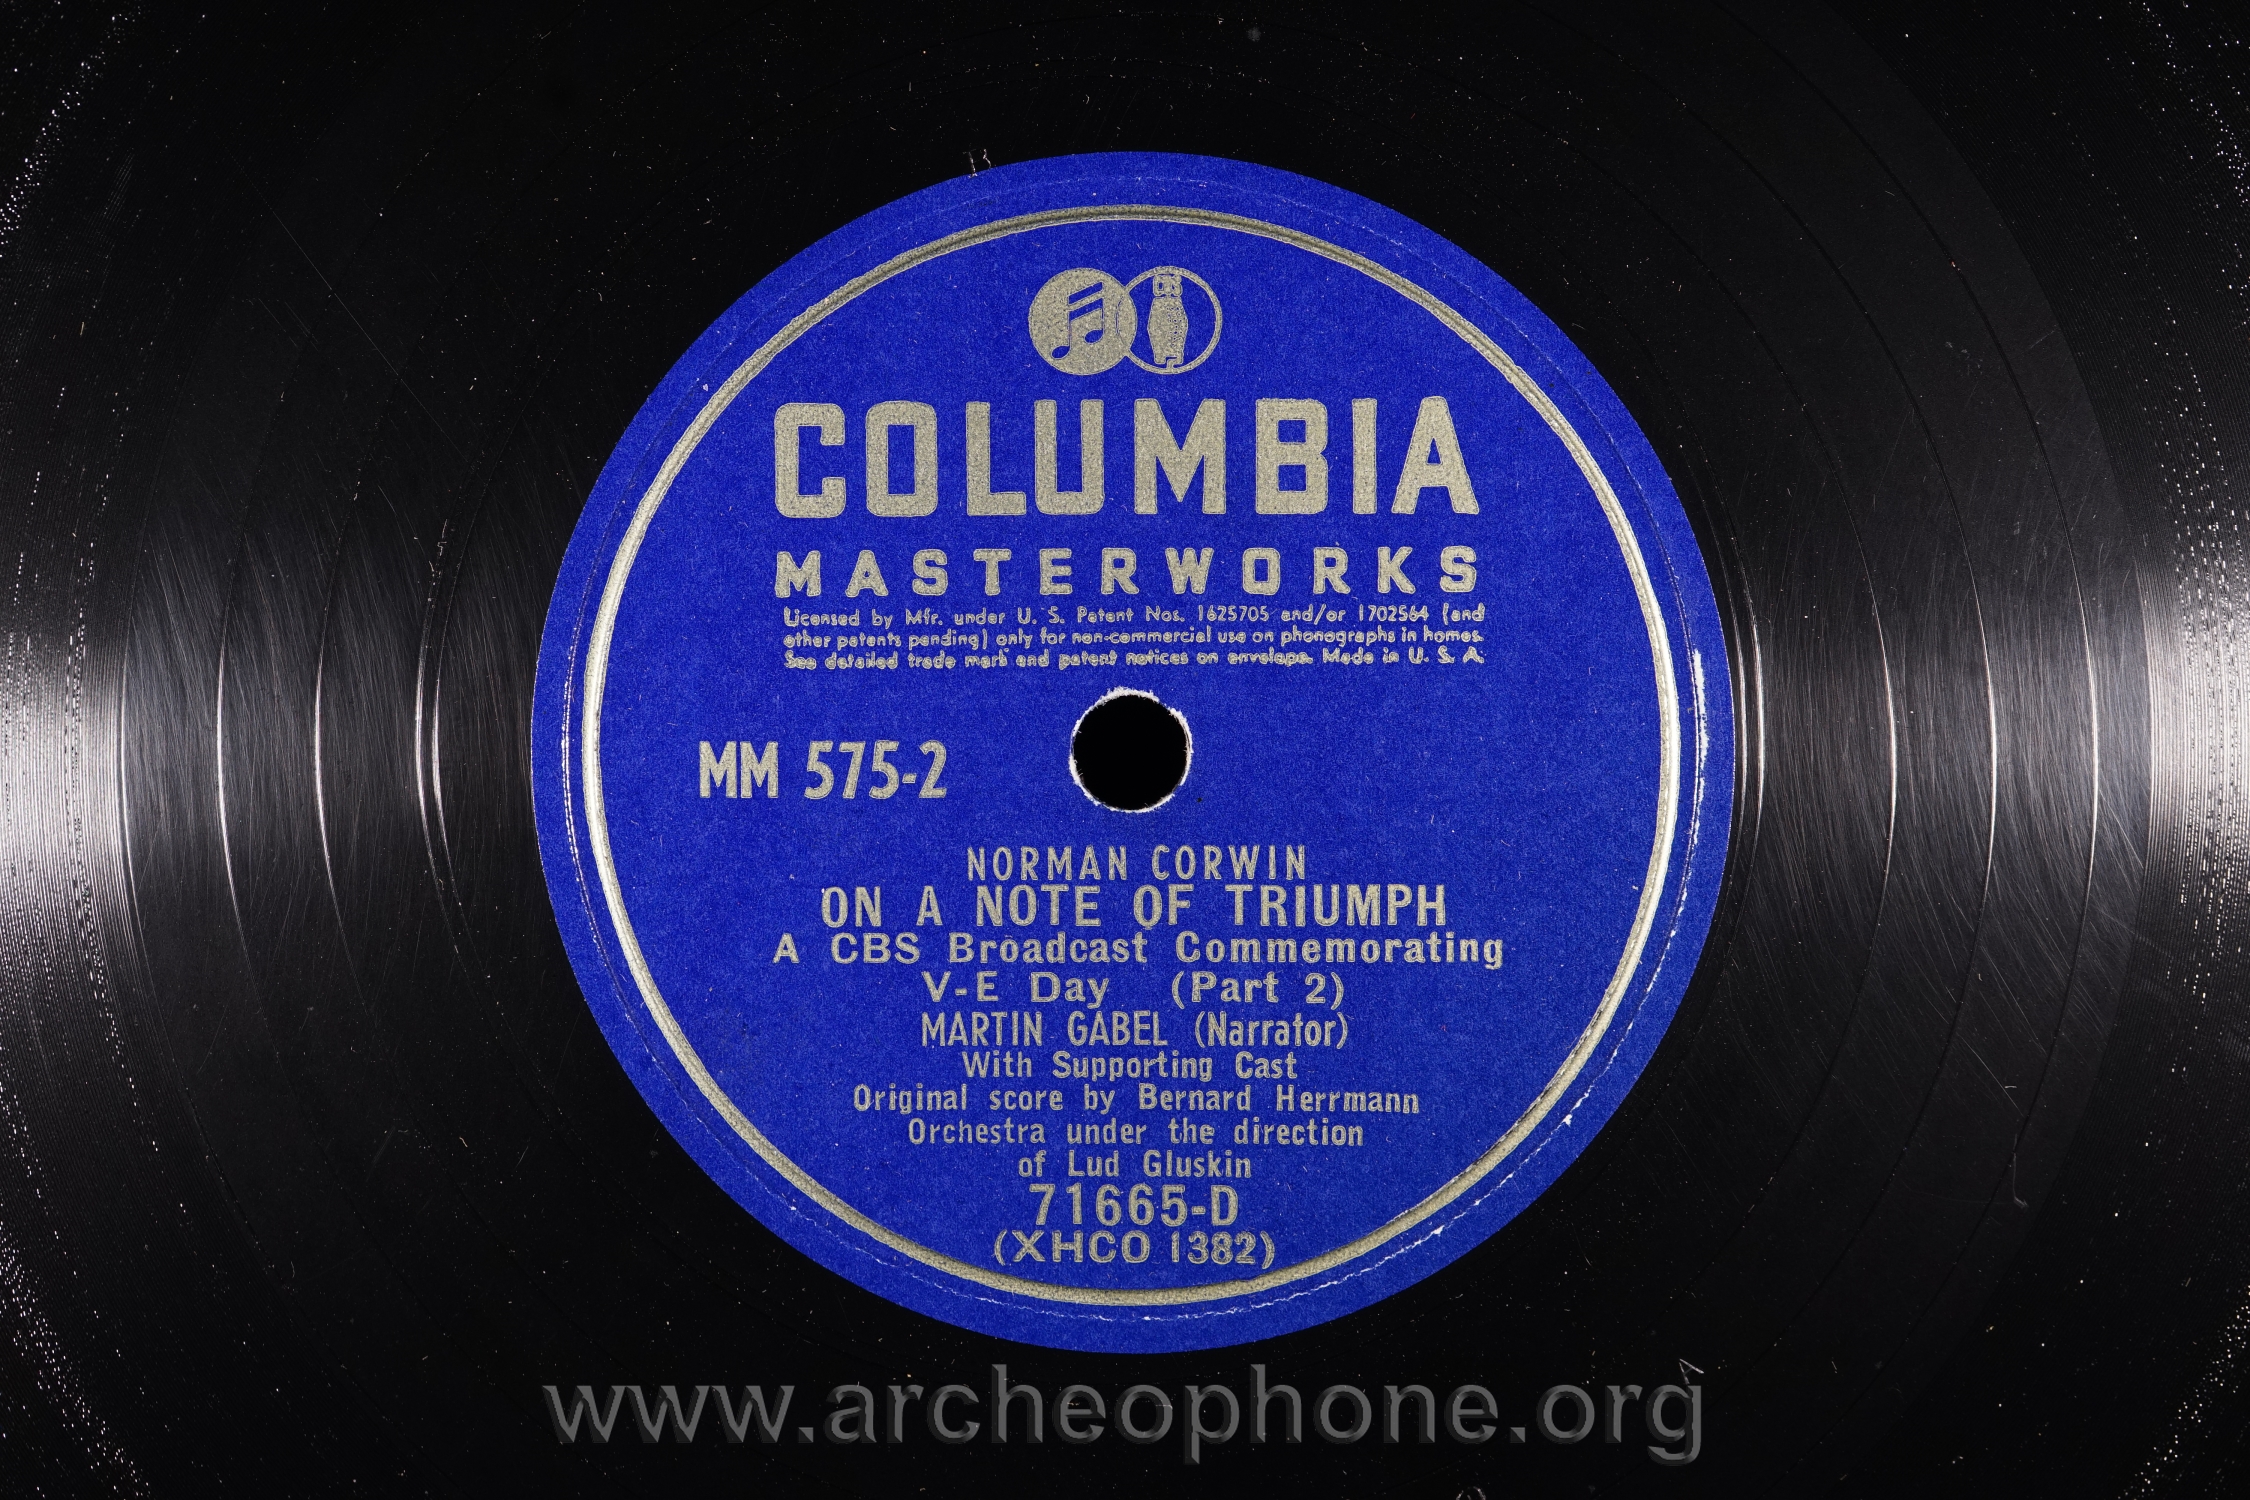 CBS
COLUMBIA
MASTERWORKS
Licensed by Mfr. under U. S. Patent Nos. 1625705 and/or 1702564 (and
other patents pending) only for non-commercial use on phonographs in homes.
See detailed trade mark and patent notices on envelope. Made in U. S. A.
MM 575-2
NORMAN CORWIN
ON A NOTE OF TRIUMPH
A CBS Broadcast Commemorating
V-E Day (Part 2)
MARTIN GABEL (Narrator)
With Supporting Cast
Original score by Bernard Herrmann
Orchestra under the direction
of Lud Gluskin
71665-D
(XHCO 1382)
www.archeophone.org